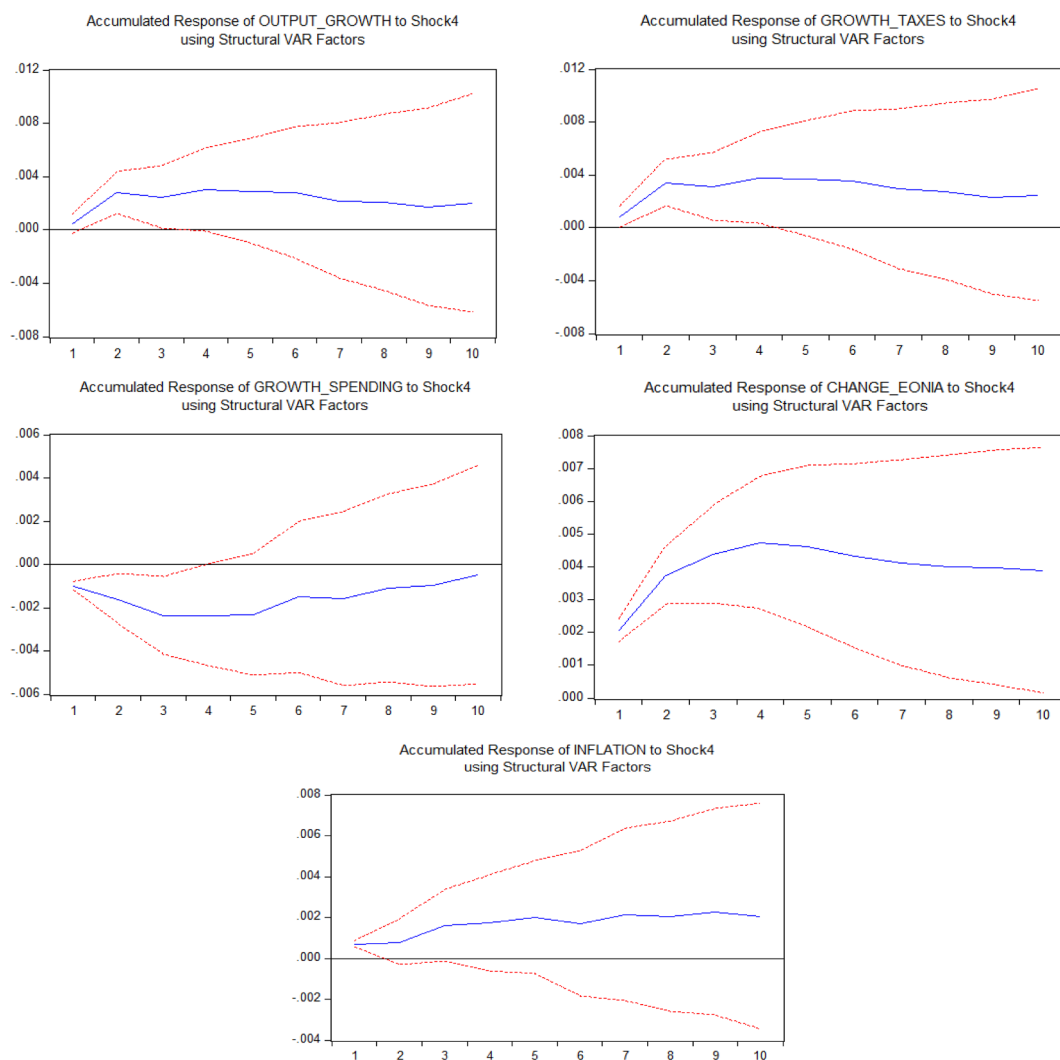 Accumulated Response of OUTPUT_GROWTH to Shock4
using Structural VAR Factors
.012
.008
.004
.000
-.004
-.008
1 2 3 4 5 6 7 8 9 10
Accumulated Response of GROWTH_TAXES to Shock4
using Structural VAR Factors
.012
.008
.004
.000
-.004
-.008
1 2 3 4 5 6 7 8 9 10
Accumulated Response of GROWTH_SPENDING to Shock4
using Structural VAR Factors
.006
.004
.002
.000
-.002
-.004
-.006
1 2 3 4 5 6 7 8 9 10
Accumulated Response of CHANGE_EONIA to Shock4
using Structural VAR Factors
.008
.007
.006
.005
.004
.003
.002
.001
.000
1 2 3 4 5 6 7 8 9 10
Accumulated Response of INFLATION to Shock4
using Structural VAR Factors
.008
.006
.004
.002
.000
-.002
-.004
1 2 3 4 5 6 7 8 9 10